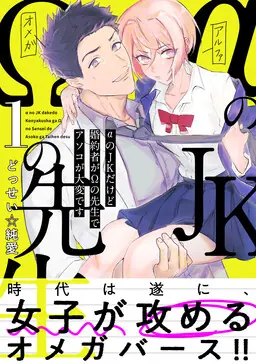 オメガ
アルファ
αのJK
Ωの先生
αのJKだけど
婚約者がΩの先生で
アソコが大変です
α no JK dakedo
Konyakusha ga Ω
no Sensei de
Asoko ga Taihen desu
1
どっせい☆純愛
時代は遂に、
女子が攻める
オメガバース!!